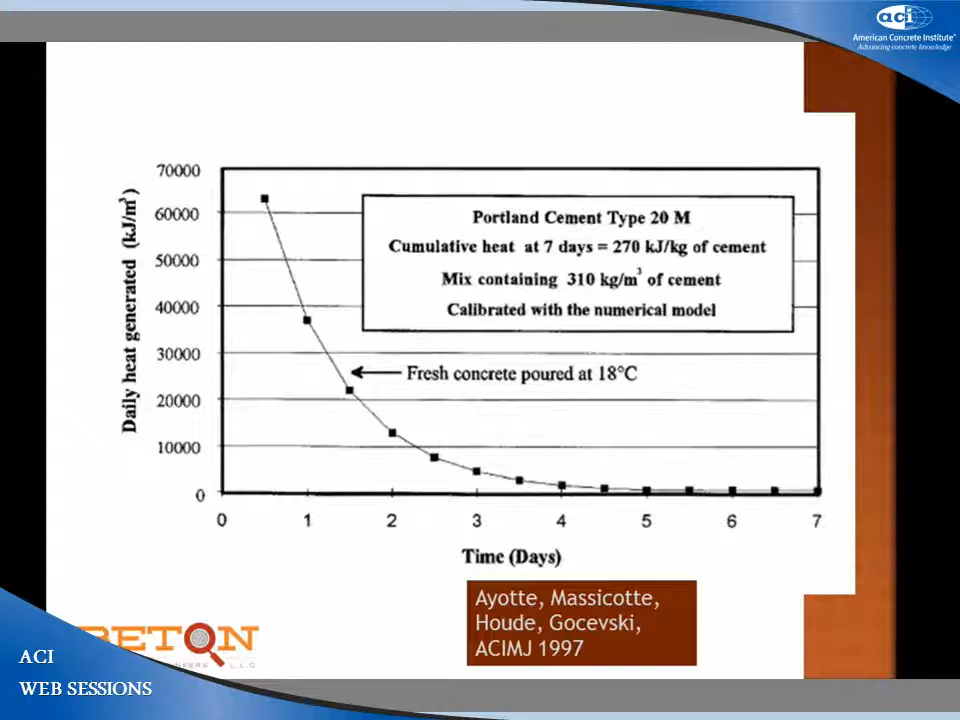 aci
American Concrete Institute®
Advancing concrete knowledge
70000
60000
50000
40000
30000
20000
10000
0
Daily heat generated (kJ/m³)
Portland Cement Type 20 M
Cumulative heat at 7 days = 270 kJ/kg of cement
Mix containing 310 kg/m³ of cement
Calibrated with the numerical model
Fresh concrete poured at 18°C
0 1 2 3 4 5 6 7
Time (Days)
Ayotte, Massicotte,
Houde, Gocevski,
ACIMJ 1997
BETON
L.L.C
ACI
WEB SESSIONS